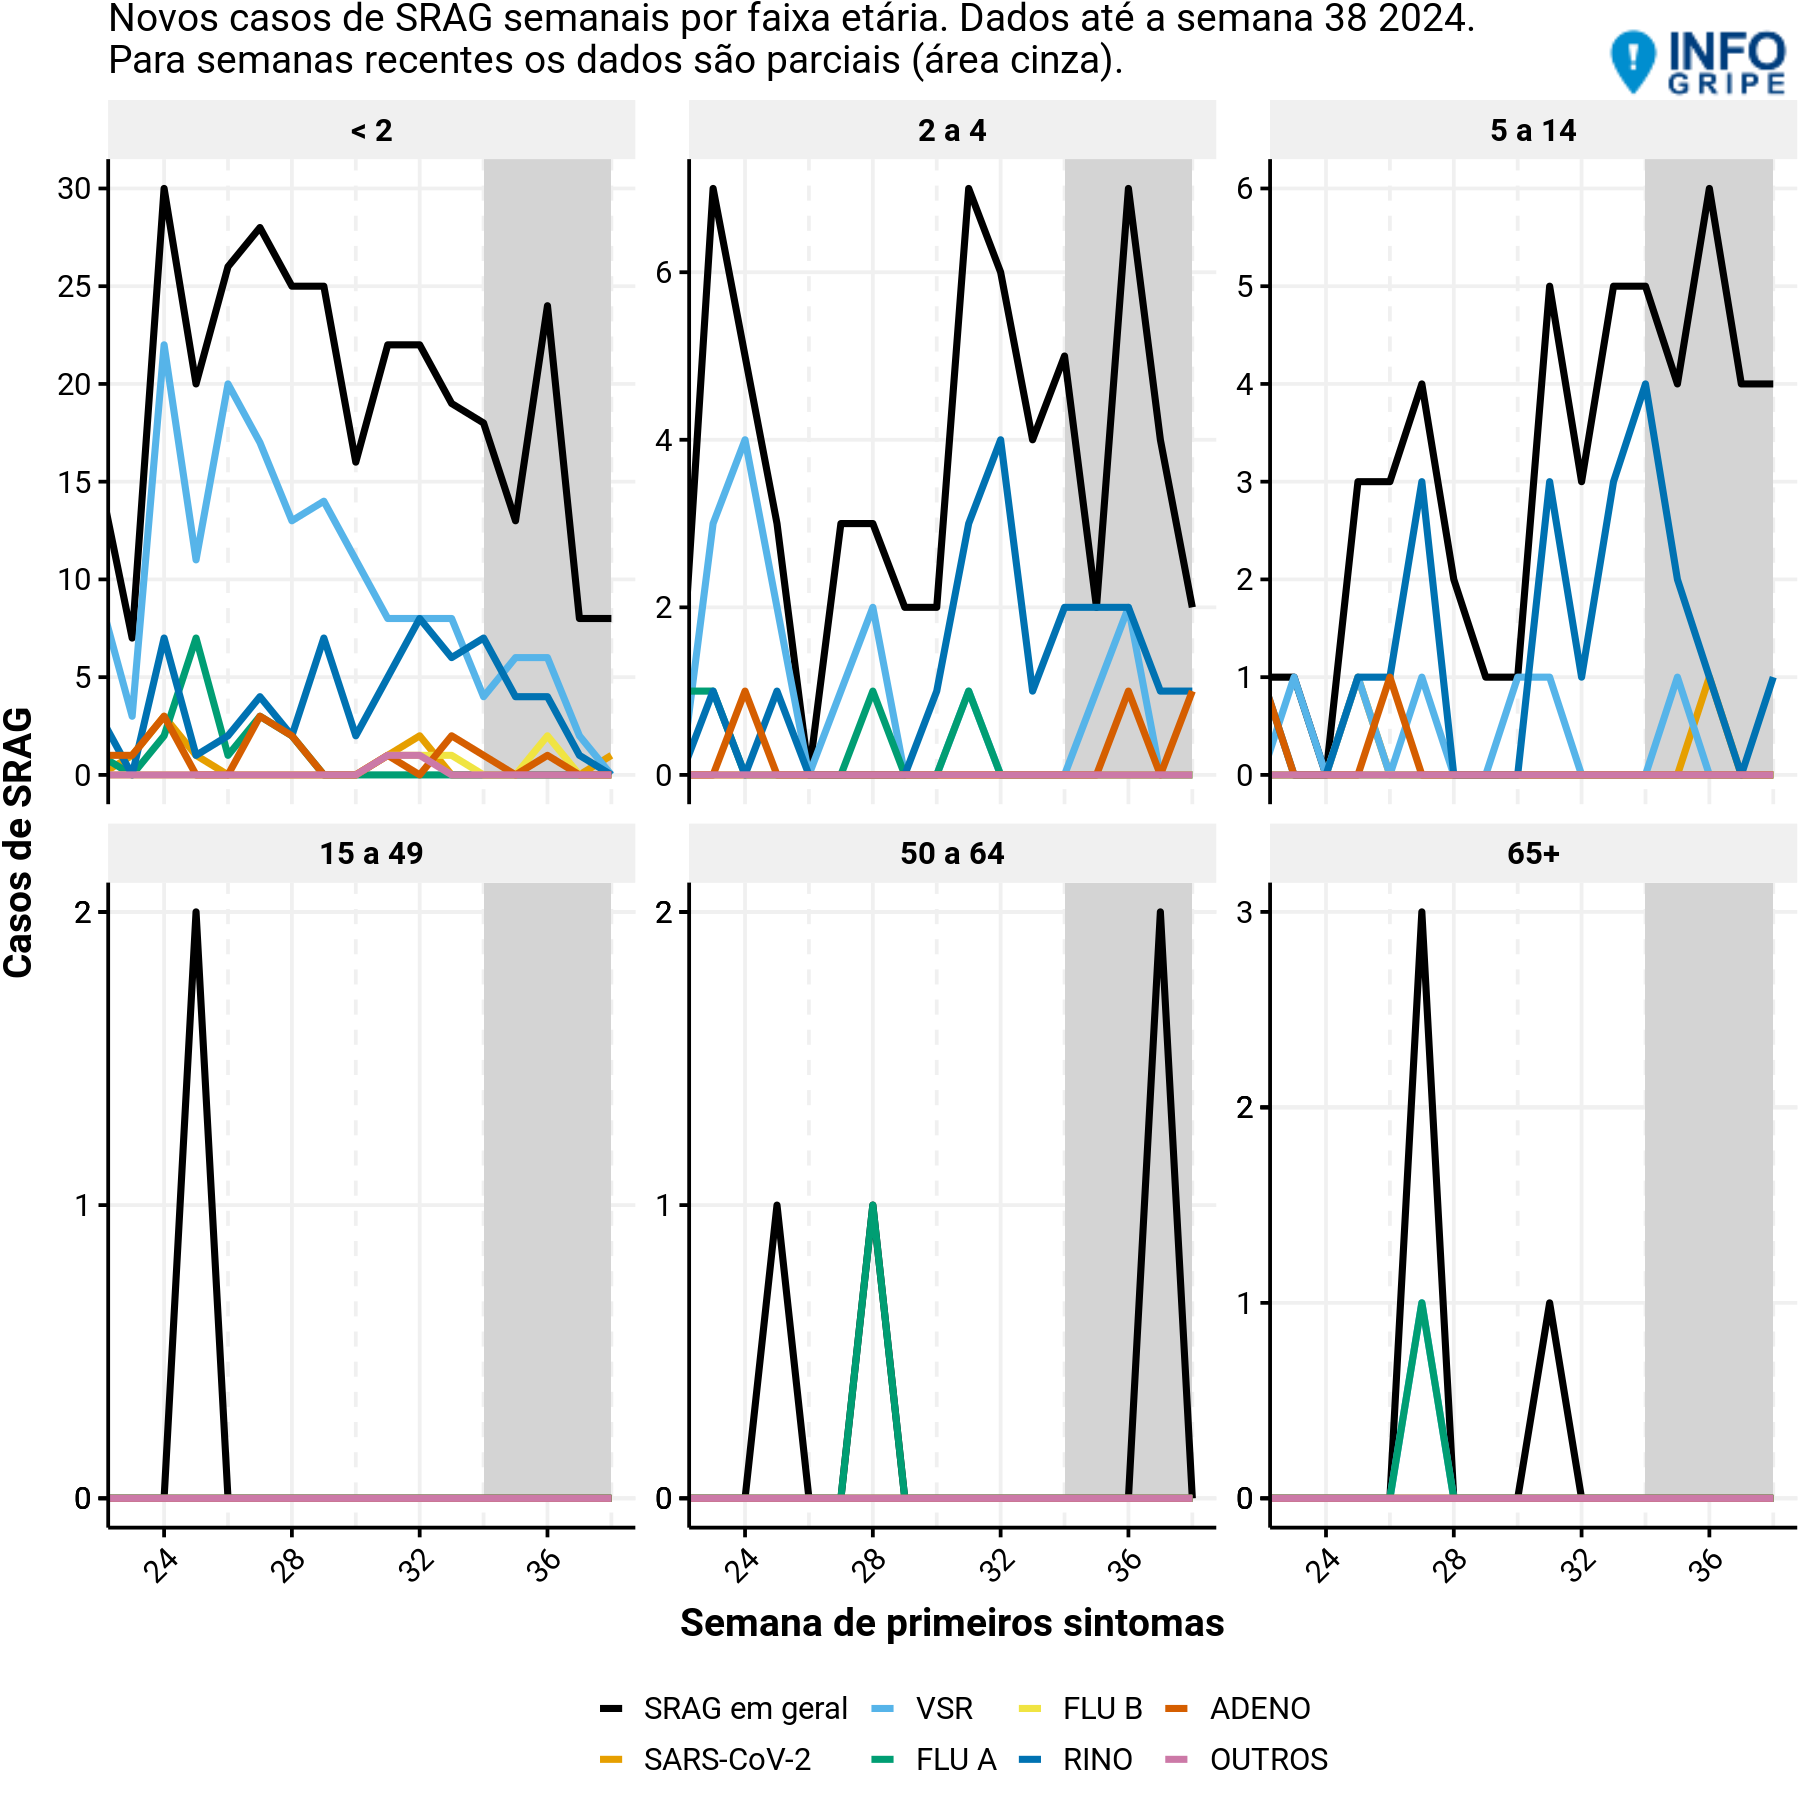 Novos casos de SRAG semanais por faixa etária. Dados até a semana 38 2024.
Para semanas recentes os dados são parciais (área cinza).
INFO
GRIPE
< 2
2 a 4
5 a 14
30
25
20
15
10
5
0
6
4
2
0
6
5
4
3
2
1
0
Casos de SRAG
15 a 49
50 a 64
65+
2
1
0
2
1
0
3
2
1
0
24 28 32 36
24 28 32 36
24 28 32 36
Semana de primeiros sintomas
SRAG em geral VSR FLU B ADENO
SARS-CoV-2 FLU A RINO OUTROS